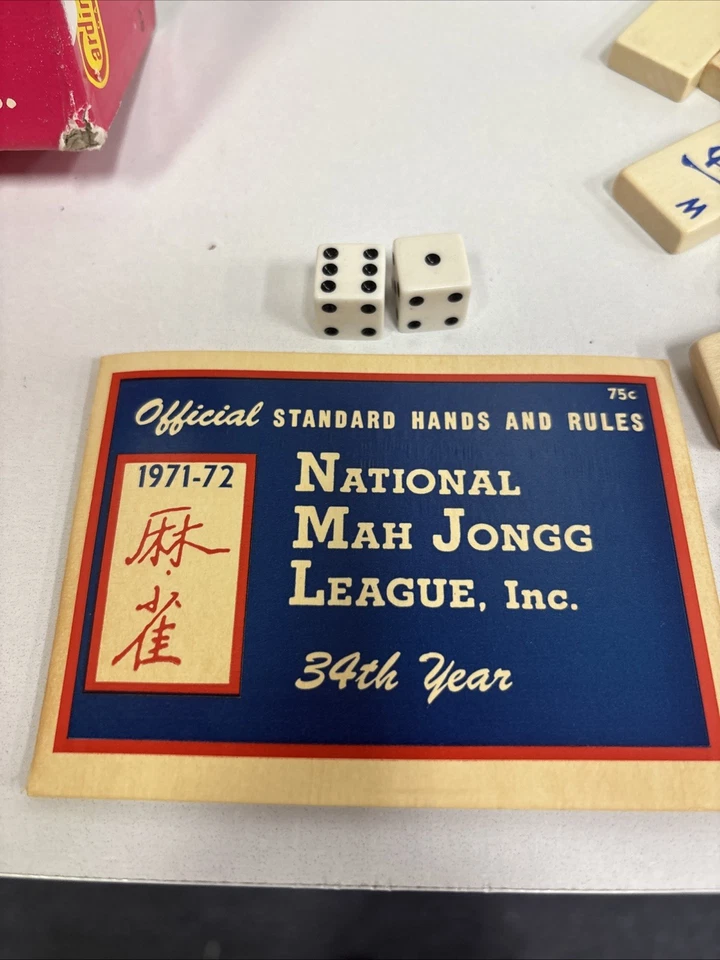 W
75c
Official STANDARD HANDS AND RULES
1971-72
麻
雀
NATIONAL
MAH JONGG
LEAGUE, Inc.
34th Year